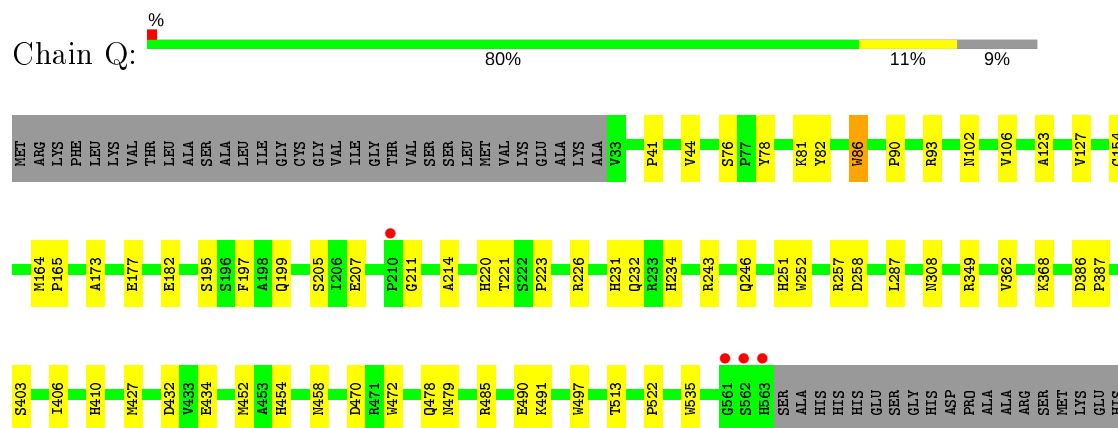 %
Chain Q:
80% 11% 9%
MET ARG LYS PHE LEU LYS VAL THR LEU ALA SER ALA LEU ILE GLY CYS GLY VAL ILE GLY THR VAL SER SER LEU MET VAL LYS GLU ALA LYS ALA V33 P41 V44 S76 P77 Y78 K81 Y82 W86 P90 R93 N102 V106 A123 V127 C154
M164 P165 A173 E177 E182 S195 S196 F197 A198 Q199 S205 I206 E207 P210 G211 A214 H220 T221 S222 P223 R226 H231 Q232 R233 H234 R243 Q246 H251 W252 R257 D258 L287 N308 R349 V362 K368 D386 P387
S403 I406 H410 M427 D432 V433 E434 M452 A453 H454 N458 D470 R471 W472 Q478 N479 R485 E490 K491 W497 T513 P522 W535 G561 S562 H563 SER ALA HIS HIS HIS GLU SER GLY HIS ASP PRO ALA ALA ARG SER MET LYS GLU HIS